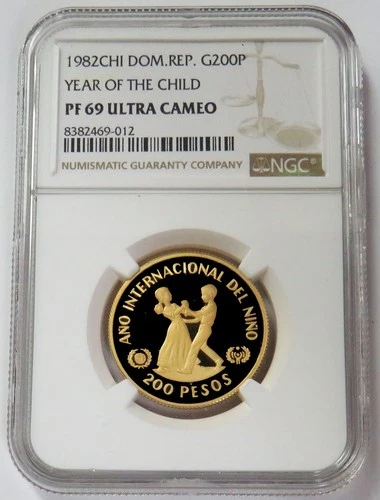 1982CHI DOM.REP. G200P
YEAR OF THE CHILD
PF 69 ULTRA CAMEO
8382469-012
NUMISMATIC GUARANTY COMPANY
NGC
AÑO INTERNACIONAL DEL NIÑO
200 PESOS